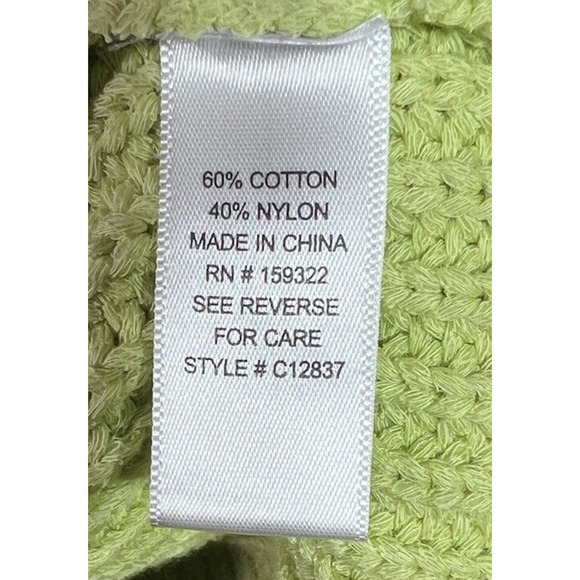 60% COTTON
40% NYLON
MADE IN CHINA
RN # 159322
SEE REVERSE
FOR CARE
STYLE # C12837